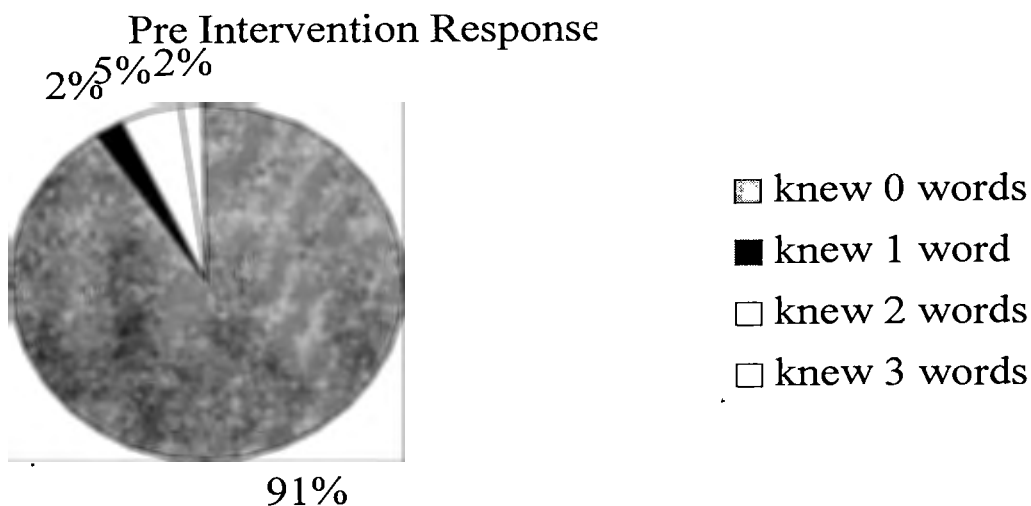 Pre Intervention Response
2% 5% 2%
knew 0 words
knew 1 word
knew 2 words
knew 3 words
91%